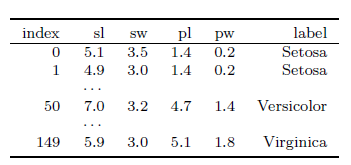 index sl sw pl pw label
0 5.1 3.5 1.4 0.2 Setosa
1 4.9 3.0 1.4 0.2 Setosa
...
50 7.0 3.2 4.7 1.4 Versicolor
...
149 5.9 3.0 5.1 1.8 Virginica